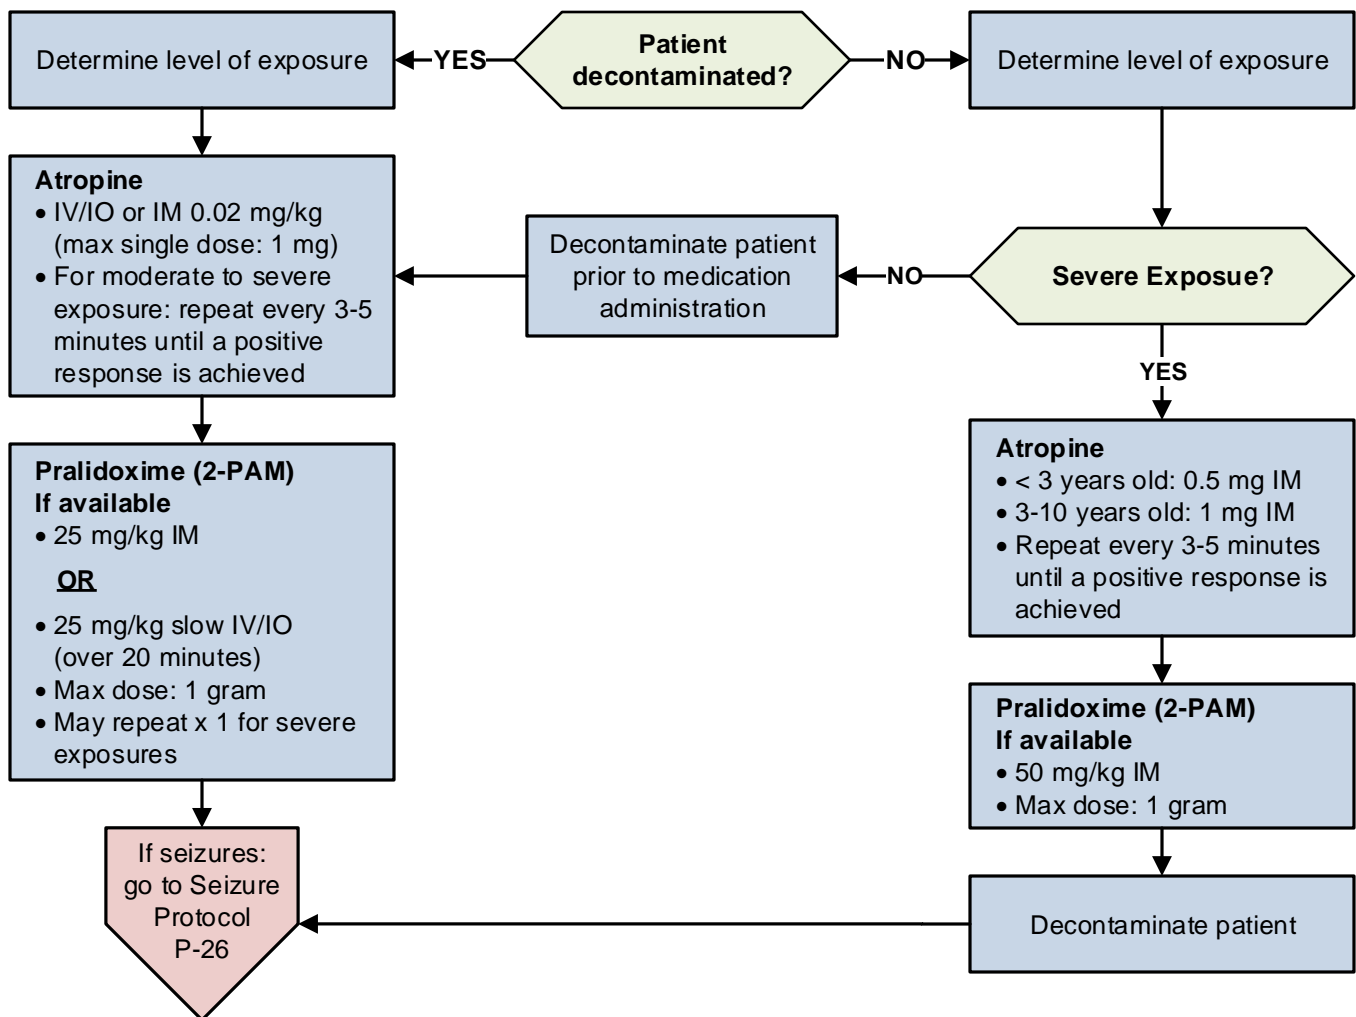 Patient
decontaminated?
YES
NO
Determine level of exposure
Determine level of exposure
Atropine
• IV/IO or IM 0.02 mg/kg
(max single dose: 1 mg)
• For moderate to severe
exposure: repeat every 3-5
minutes until a positive
response is achieved
Decontaminate patient
prior to medication
administration
NO
Severe Exposue?
YES
Pralidoxime (2-PAM)
If available
• 25 mg/kg IM
OR
• 25 mg/kg slow IV/IO
(over 20 minutes)
• Max dose: 1 gram
• May repeat x 1 for severe
exposures
Atropine
• < 3 years old: 0.5 mg IM
• 3-10 years old: 1 mg IM
• Repeat every 3-5 minutes
until a positive response is
achieved
Pralidoxime (2-PAM)
If available
• 50 mg/kg IM
• Max dose: 1 gram
If seizures:
go to Seizure
Protocol
P-26
Decontaminate patient